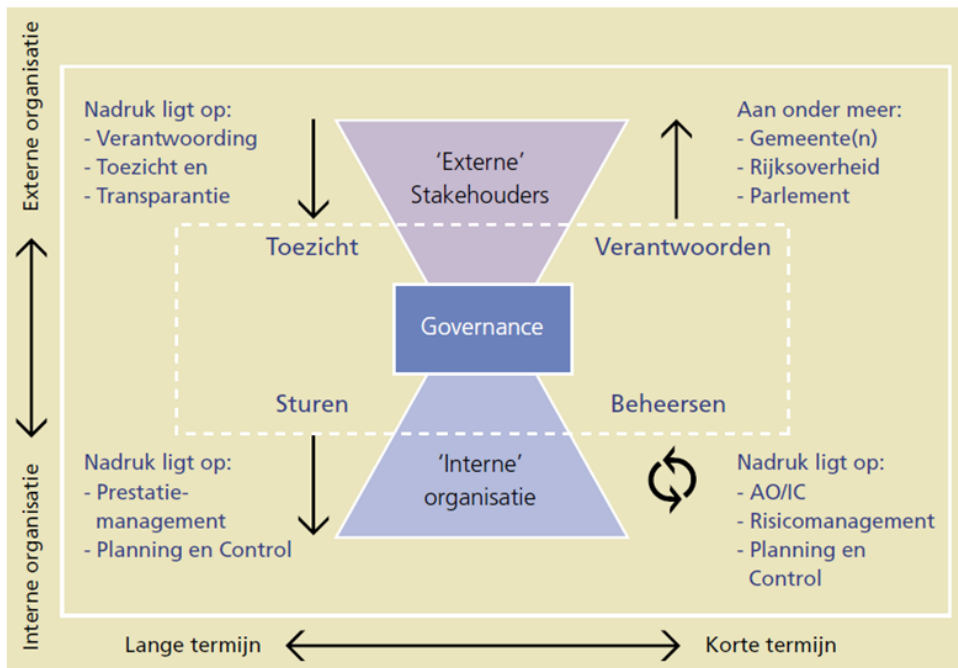 Externe organisatie
Interne organisatie
Nadruk ligt op:
- Verantwoording
- Toezicht en
- Transparantie
'Externe'
Stakehouders
Aan onder meer:
- Gemeente(n)
- Rijksoverheid
- Parlement
Toezicht
Verantwoorden
Governance
Sturen
Beheersen
Nadruk ligt op:
- Prestatie-
management
- Planning en Control
'Interne'
organisatie
Nadruk ligt op:
- AO/IC
- Risicomanagement
- Planning en
Control
Lange termijn
Korte termijn